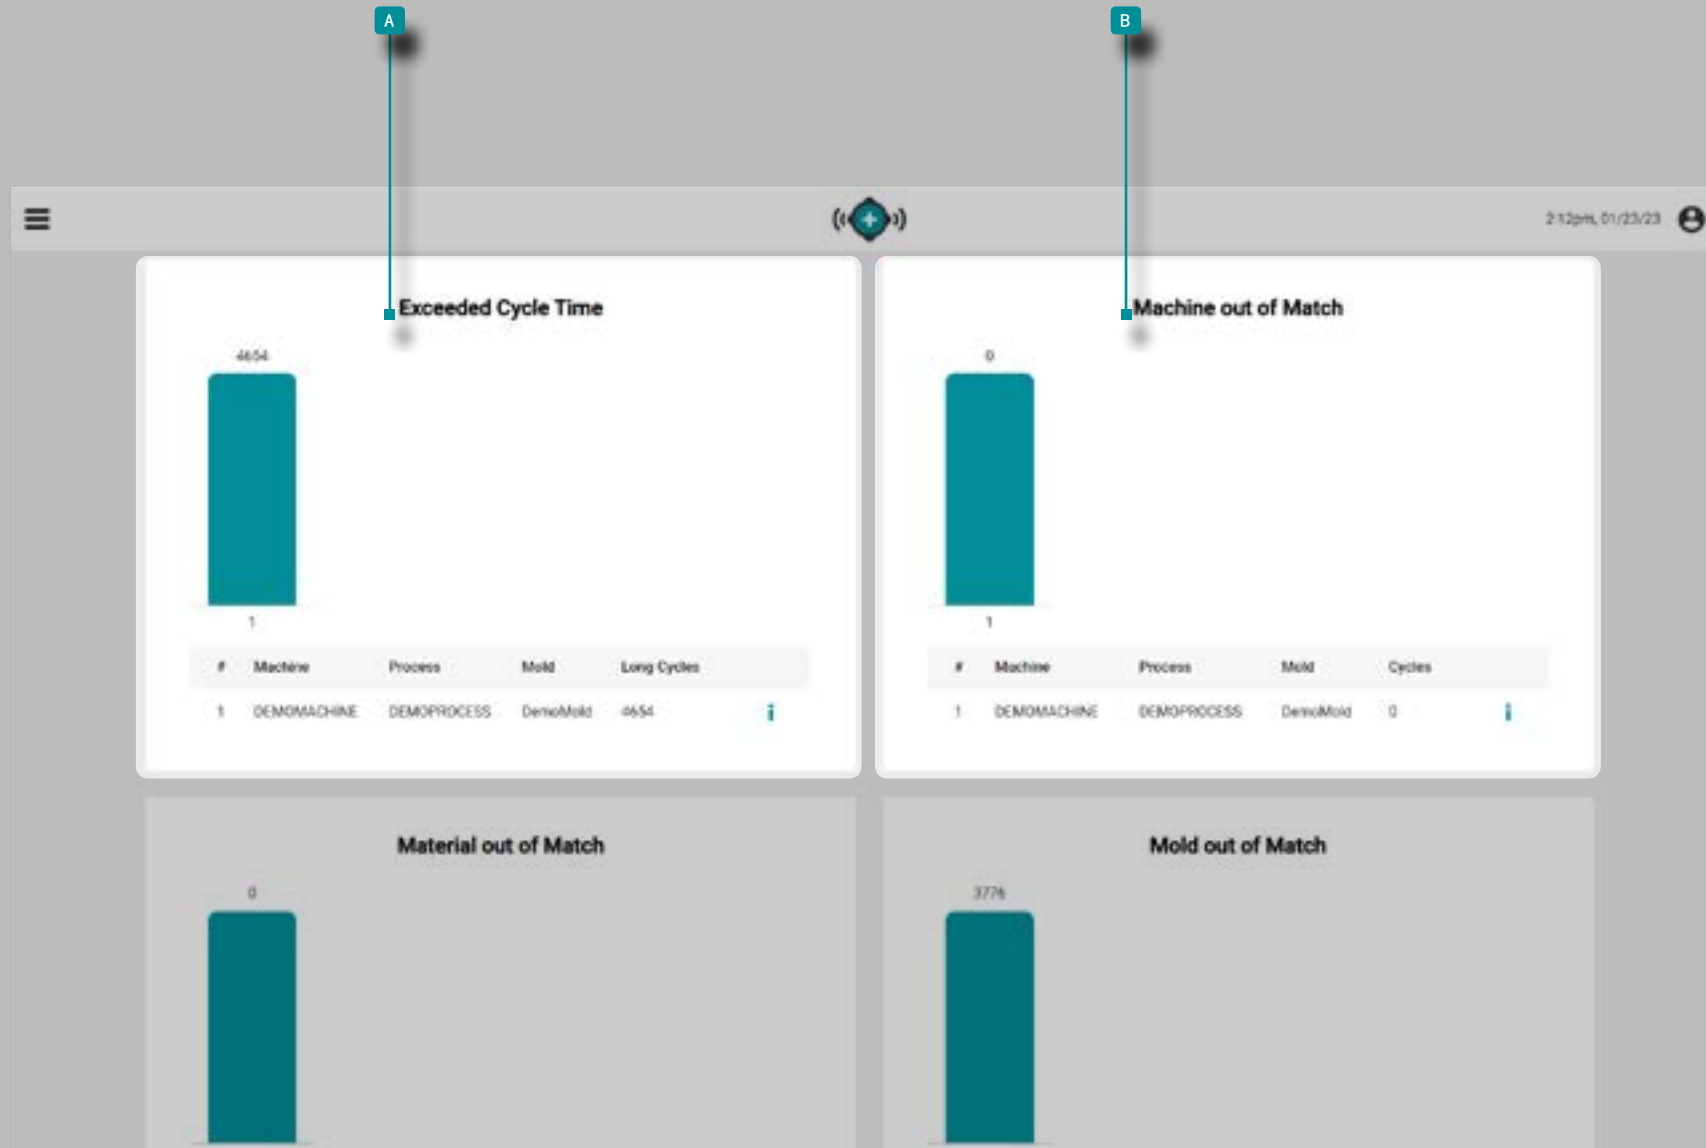 A
B
2:12pm, 01/23/23
Exceeded Cycle Time
4654
1
# Machine Process Mold Long Cycles
1 DEMOMACHINE DEMOPROCESS DemoMold 4654 i
Machine out of Match
0
1
# Machine Process Mold Cycles
1 DEMOMACHINE DEMOPROCESS DemoMold 0 i
Material out of Match
0
Mold out of Match
3776